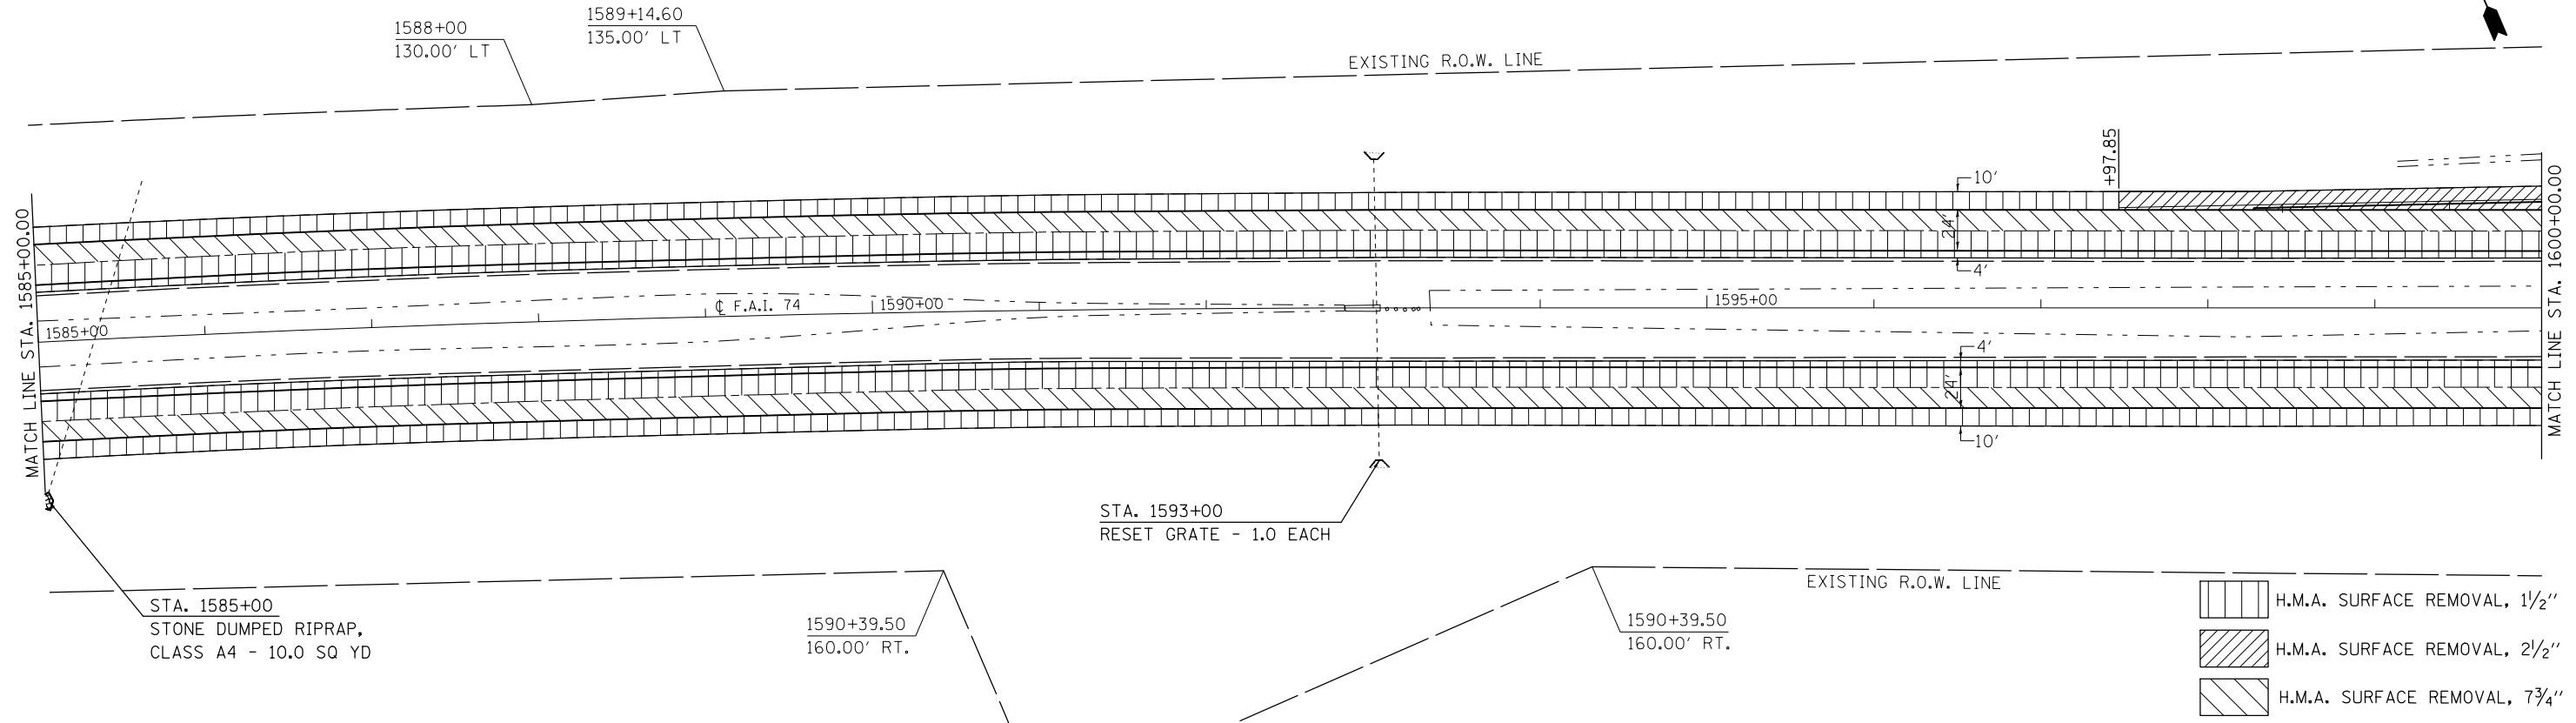 1588+00
130.00' LT
1589+14.60
135.00' LT
EXISTING R.O.W. LINE
+97.85
10'
24'
4'
MATCH LINE STA. 1585+00.00
MATCH LINE STA. 1600+00.00
1585+00
℄ F.A.I. 74
1590+00
1595+00
4'
24'
10'
STA. 1593+00
RESET GRATE - 1.0 EACH
EXISTING R.O.W. LINE
STA. 1585+00
STONE DUMPED RIPRAP,
CLASS A4 - 10.0 SQ YD
1590+39.50
160.00' RT.
1590+39.50
160.00' RT.
H.M.A. SURFACE REMOVAL, 1½"
H.M.A. SURFACE REMOVAL, 2½"
H.M.A. SURFACE REMOVAL, 7¾"